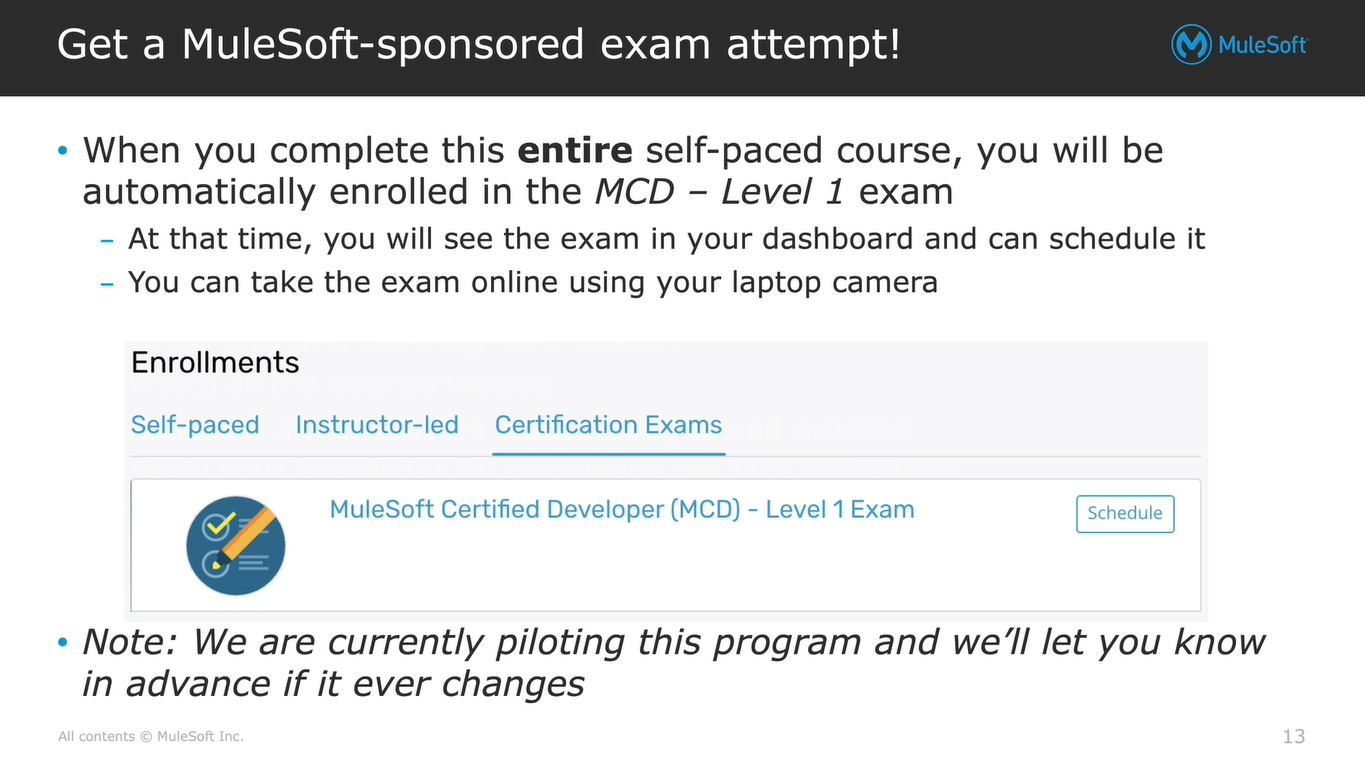 Get a MuleSoft-sponsored exam attempt!
MuleSoft
• When you complete this entire self-paced course, you will be
automatically enrolled in the MCD – Level 1 exam
– At that time, you will see the exam in your dashboard and can schedule it
– You can take the exam online using your laptop camera
Enrollments
Self-paced Instructor-led Certification Exams
MuleSoft Certified Developer (MCD) - Level 1 Exam
Schedule
• Note: We are currently piloting this program and we’ll let you know
in advance if it ever changes
All contents © MuleSoft Inc.
13